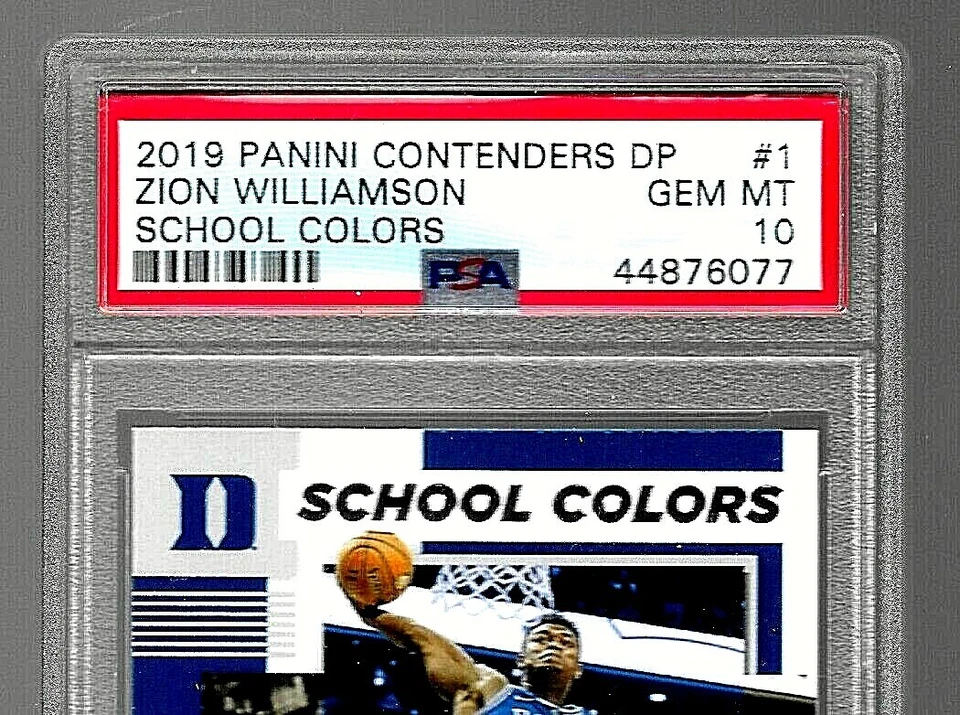 2019 PANINI CONTENDERS DP #1
ZION WILLIAMSON GEM MT
SCHOOL COLORS 10
PSA 44876077
D
SCHOOL COLORS